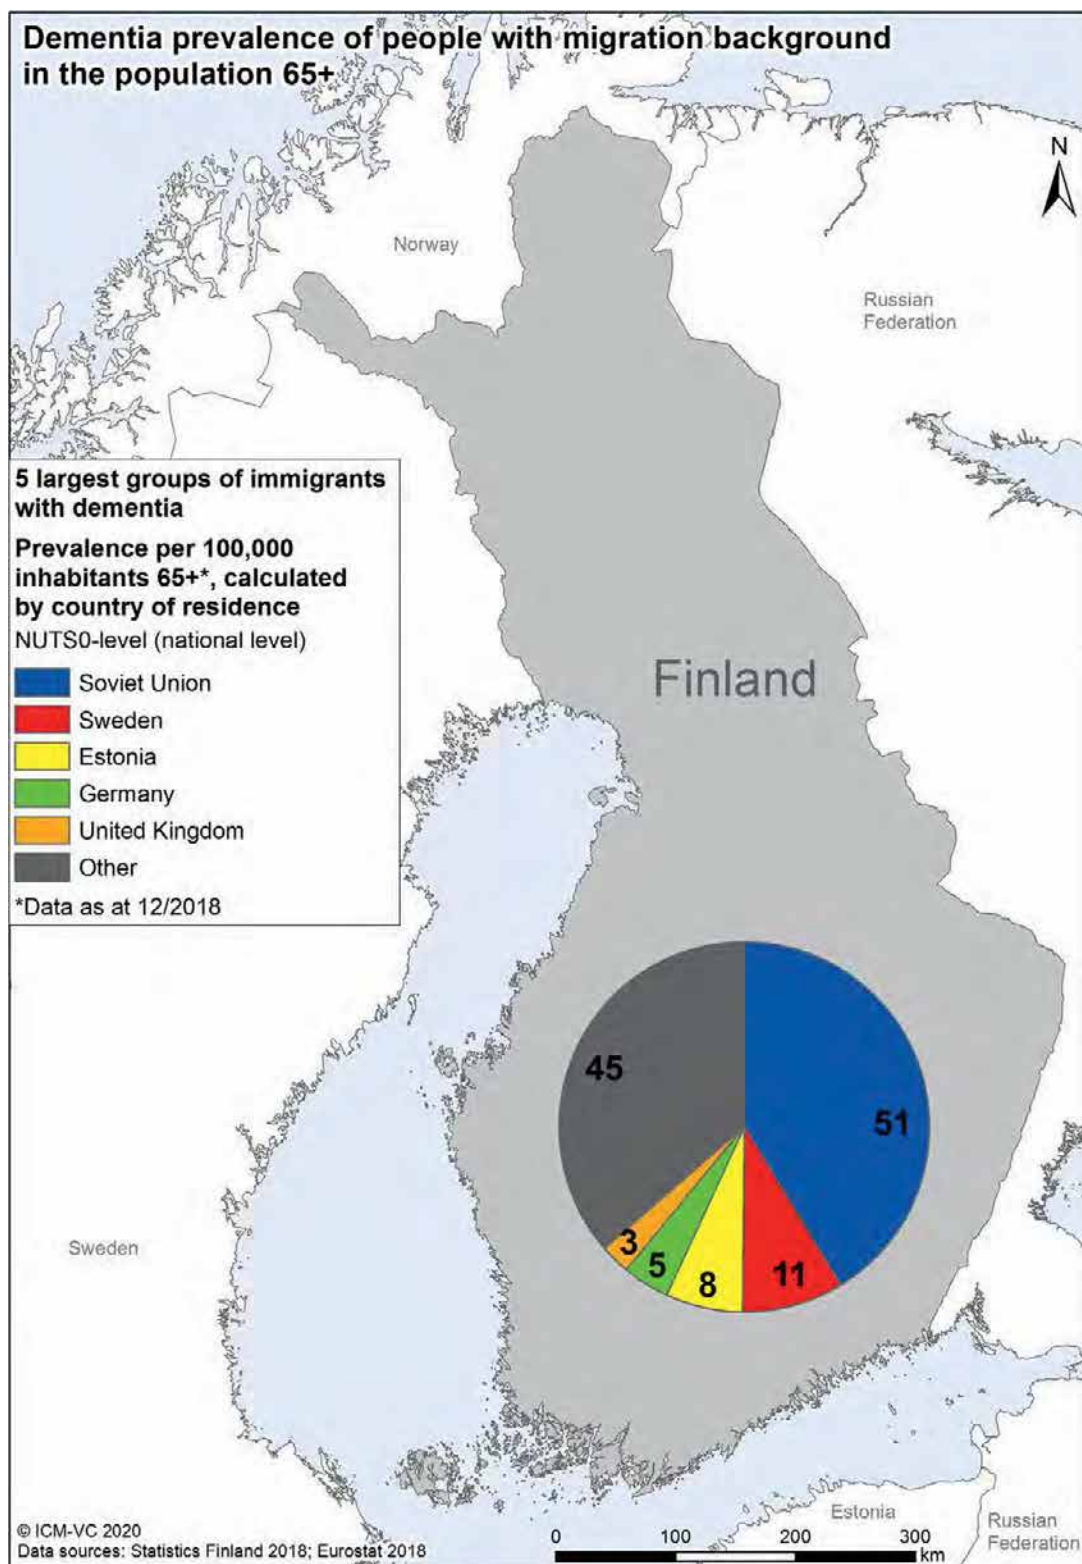 Dementia prevalence of people with migration background
in the population 65+
N
Norway
Russian
Federation
5 largest groups of immigrants
with dementia
Prevalence per 100,000
inhabitants 65+*, calculated
by country of residence
NUTS0-level (national level)
Soviet Union
Sweden
Estonia
Germany
United Kingdom
Other
*Data as at 12/2018
Finland
45
51
3
5
8
11
Sweden
Estonia
Russian
Federation
© ICM-VC 2020
Data sources: Statistics Finland 2018; Eurostat 2018
0 100 200 300
km